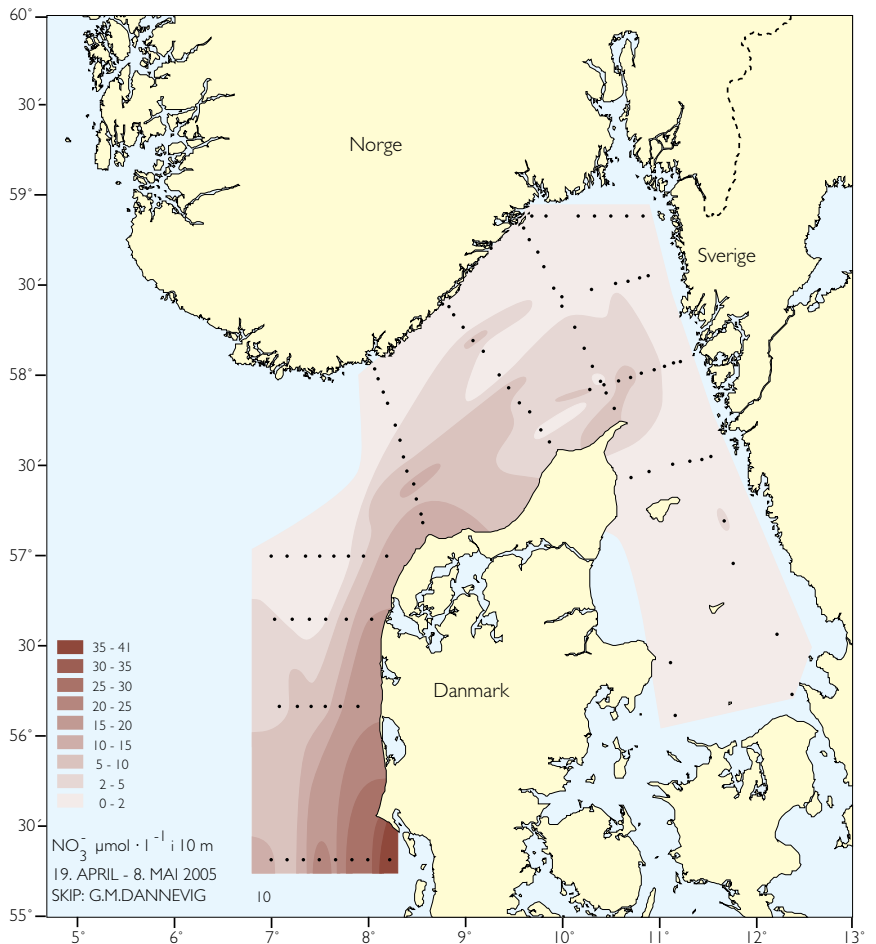 60°
30´
59°
30´
58°
30´
57°
30´
56°
30´
55°
Norge
Sverige
Danmark
35 - 41
30 - 35
25 - 30
20 - 25
15 - 20
10 - 15
5 - 10
2 - 5
0 - 2
NO₃⁻ µmol · l⁻¹ i 10 m
19. APRIL - 8. MAI 2005
SKIP: G.M.DANNEVIG 10
5° 6° 7° 8° 9° 10° 11° 12° 13°